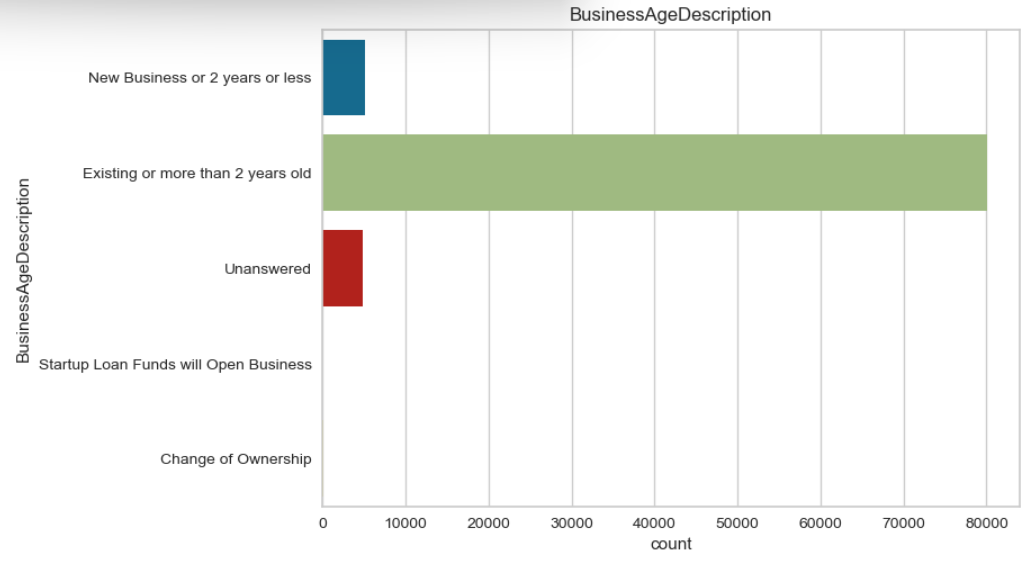 BusinessAgeDescription
BusinessAgeDescription
New Business or 2 years or less
Existing or more than 2 years old
Unanswered
Startup Loan Funds will Open Business
Change of Ownership
0 10000 20000 30000 40000 50000 60000 70000 80000
count